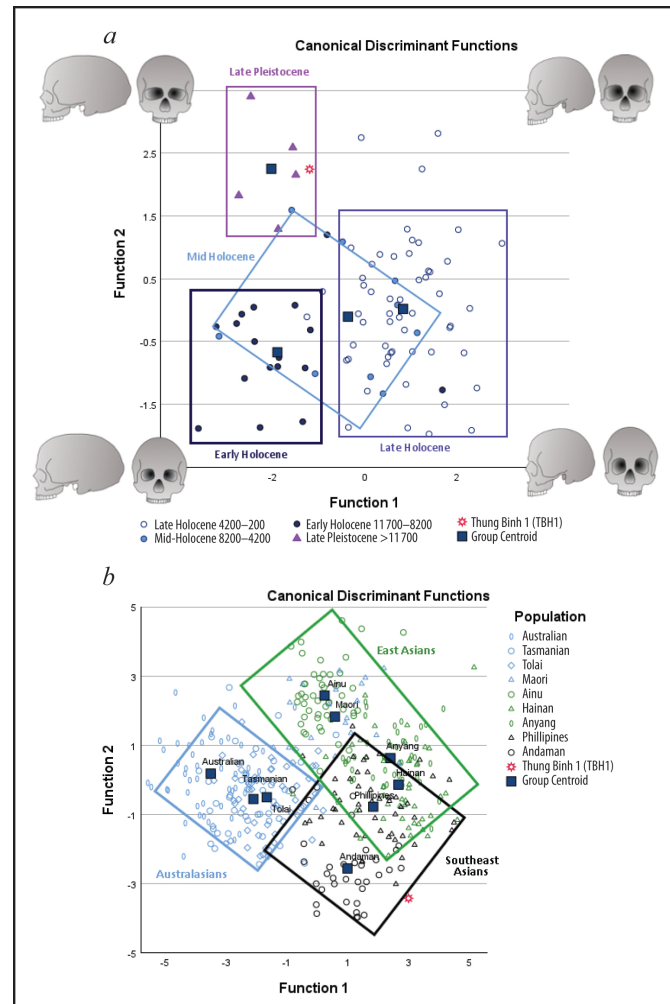 a
Canonical Discriminant Functions
Late Pleistocene
2.5
1.5
0.5
-0.5
-1.5
Function 2
Mid Holocene
Early Holocene
Late Holocene
-2
0
2
Function 1
Late Holocene 4200–200
Early Holocene 11700–8200
Thung Binh 1 (TBH1)
Mid-Holocene 8200–4200
Late Pleistocene >11700
Group Centroid
b
Canonical Discriminant Functions
5
3
1
-1
-3
-5
Function 2
East Asians
Ainu
Maori
Anyang
Hainan
Australian
Tasmanian
Tolai
Philipines
Andaman
Australasians
Southeast
Asians
-5
-3
-1
1
3
5
Function 1
Population
Australian
Tasmanian
Tolai
Maori
Ainu
Hainan
Anyang
Phillipines
Andaman
Thung Binh 1 (TBH1)
Group Centroid